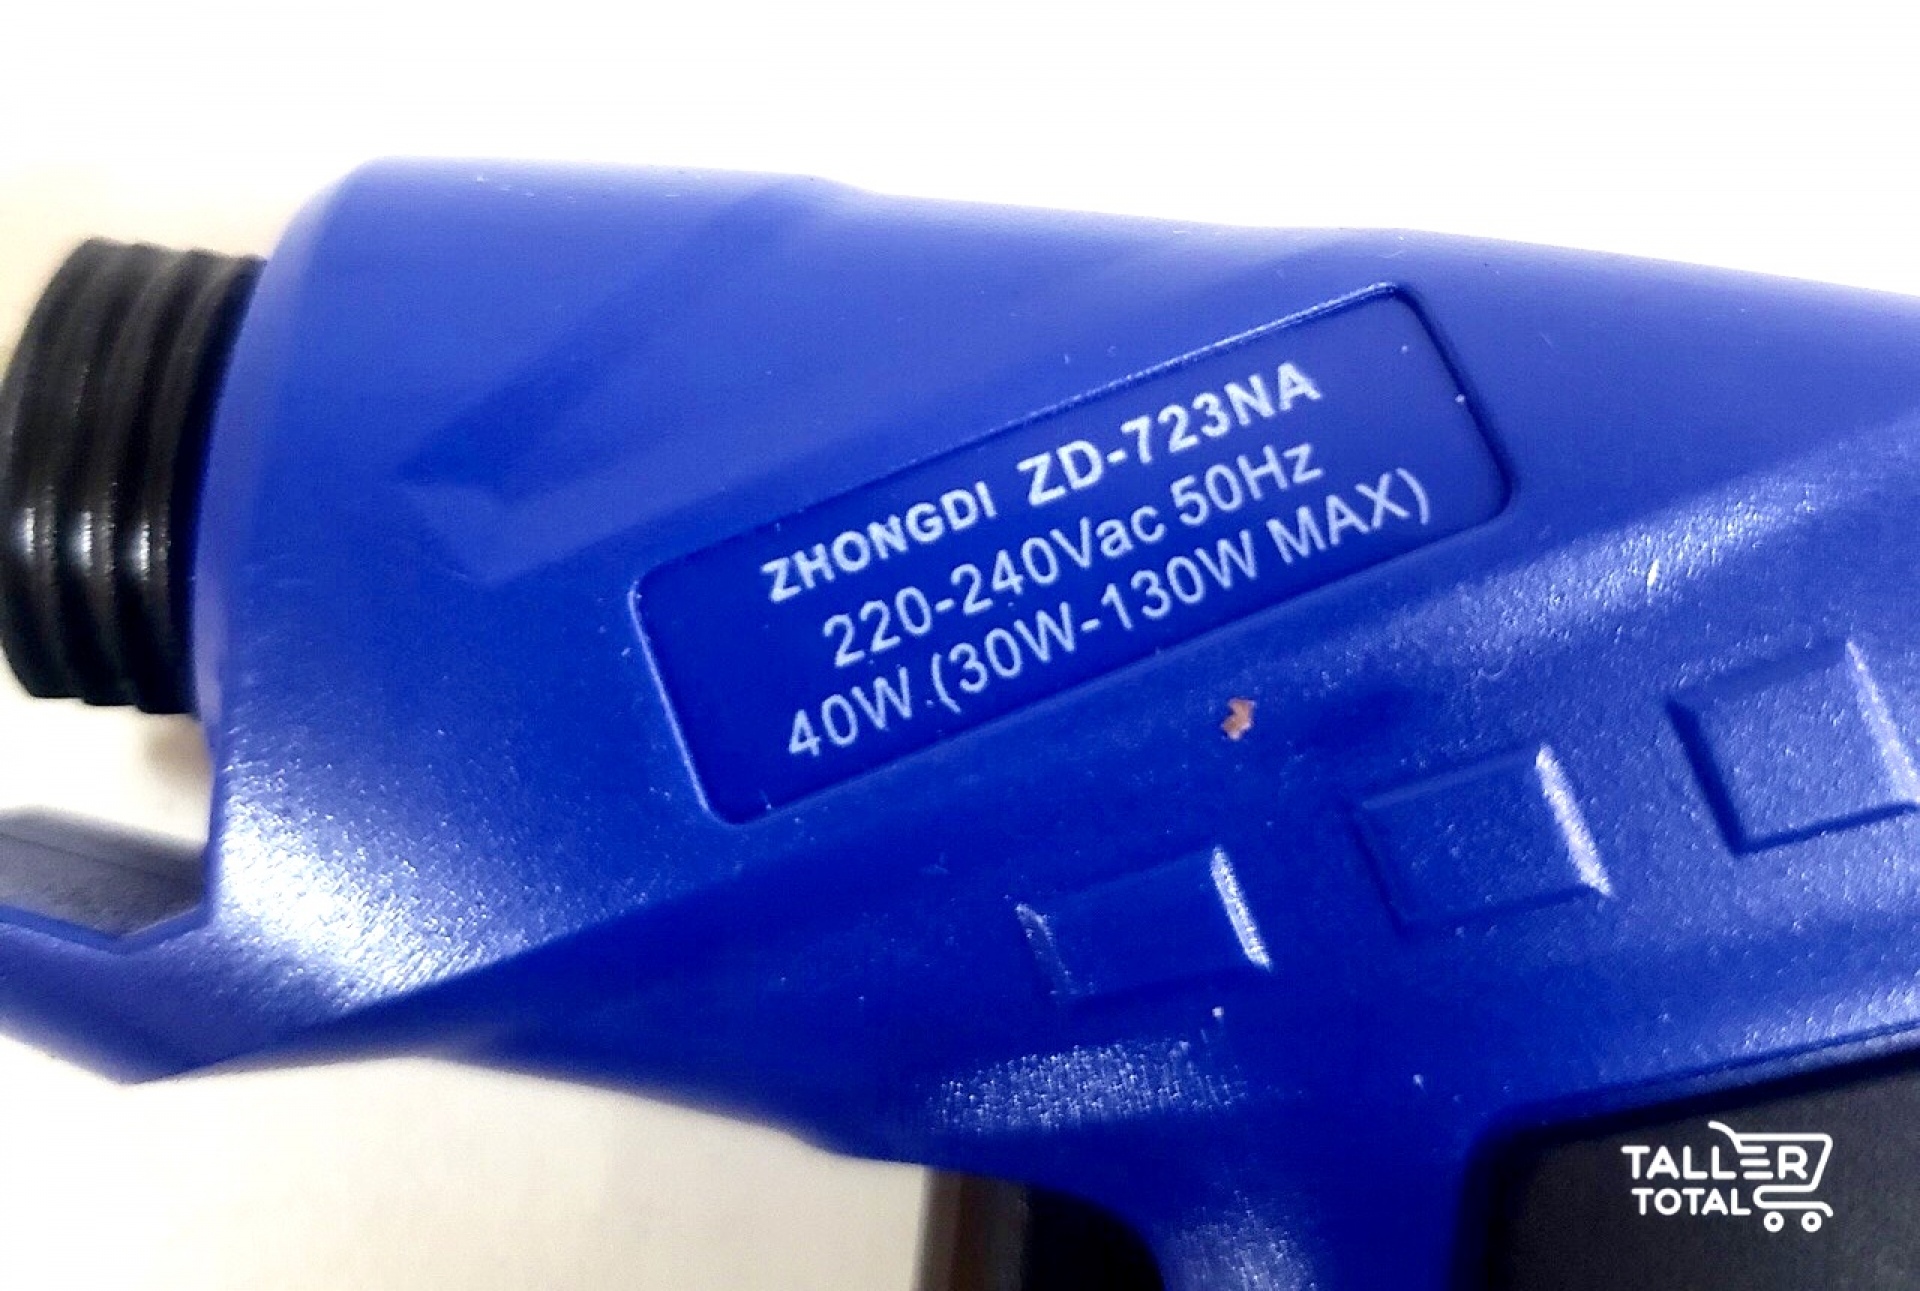 ZHONGDI ZD-723NA
220-240Vac 50Hz
40W.(30W-130W MAX)
TALLER
TOTAL